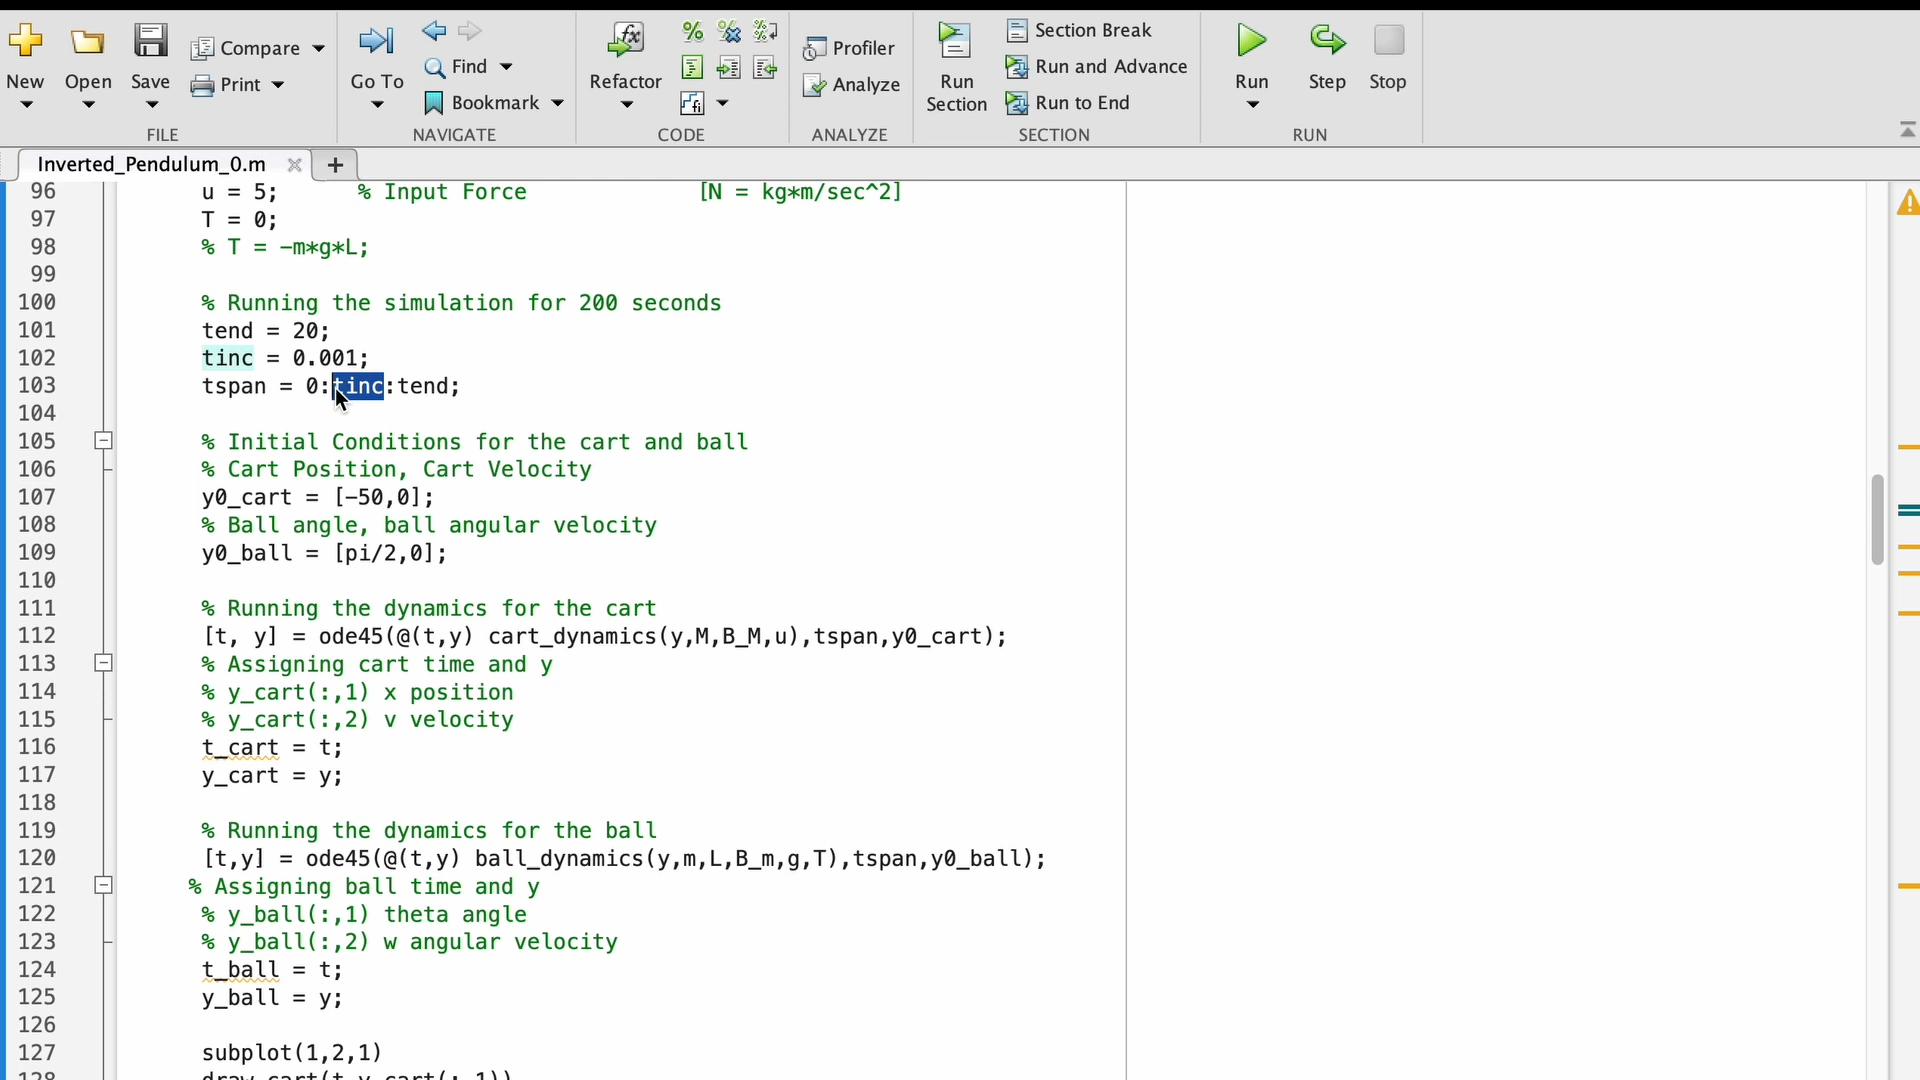 New
Open
Save
Compare
Print
FILE
Go To
Find
Bookmark
NAVIGATE
Refactor
CODE
Profiler
Analyze
ANALYZE
Run
Section
Section Break
Run and Advance
Run to End
SECTION
Run
Step
Stop
RUN
Inverted_Pendulum_0.m
96 u = 5; % Input Force [N = kg*m/sec^2]
97 T = 0;
98 % T = -m*g*L;
99
100 % Running the simulation for 200 seconds
101 tend = 20;
102 tinc = 0.001;
103 tspan = 0:tinc:tend;
104
105 % Initial Conditions for the cart and ball
106 % Cart Position, Cart Velocity
107 y0_cart = [-50,0];
108 % Ball angle, ball angular velocity
109 y0_ball = [pi/2,0];
110
111 % Running the dynamics for the cart
112 [t, y] = ode45(@(t,y) cart_dynamics(y,M,B_M,u),tspan,y0_cart);
113 % Assigning cart time and y
114 % y_cart(:,1) x position
115 % y_cart(:,2) v velocity
116 t_cart = t;
117 y_cart = y;
118
119 % Running the dynamics for the ball
120 [t,y] = ode45(@(t,y) ball_dynamics(y,m,L,B_m,g,T),tspan,y0_ball);
121 % Assigning ball time and y
122 % y_ball(:,1) theta angle
123 % y_ball(:,2) w angular velocity
124 t_ball = t;
125 y_ball = y;
126
127 subplot(1,2,1)
128 draw_cart(t,y_cart(:,1))